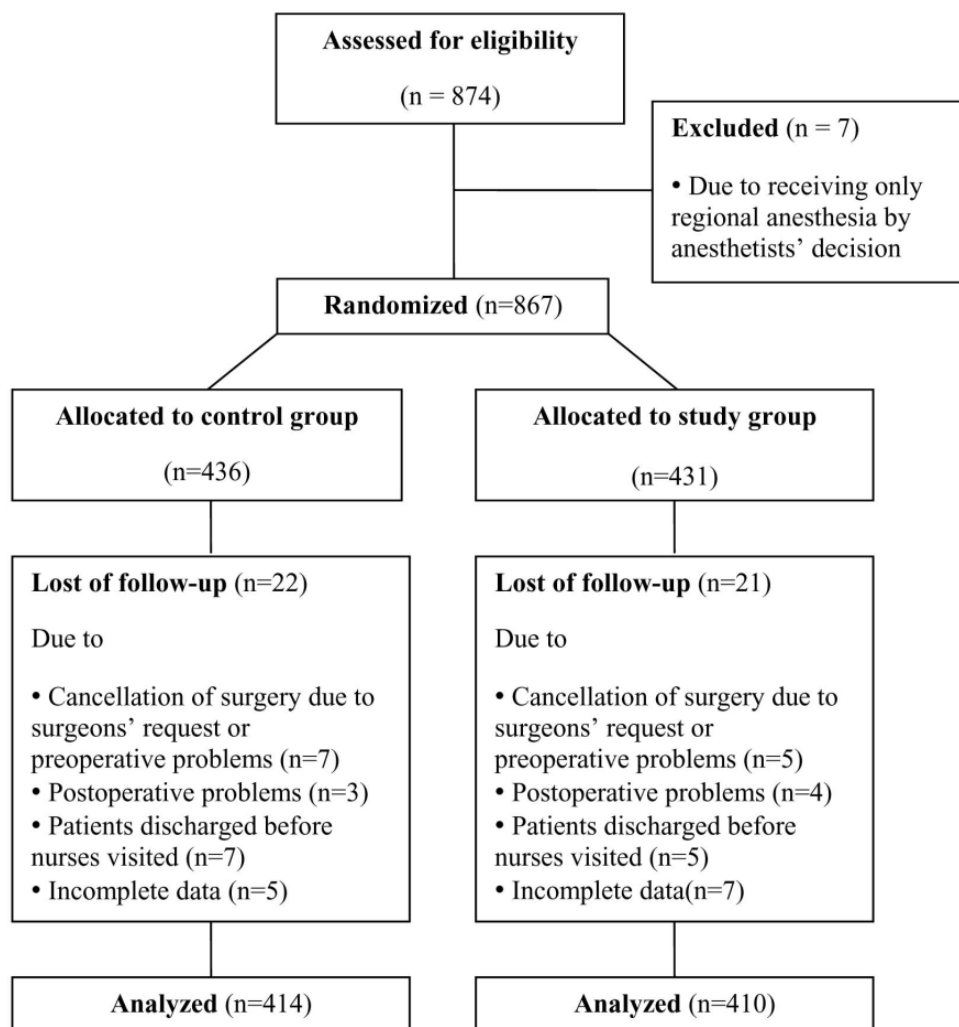 Assessed for eligibility
(n = 874)
Excluded (n = 7)
• Due to receiving only
regional anesthesia by
anesthetists’ decision
Randomized (n=867)
Allocated to control group
(n=436)
Allocated to study group
(n=431)
Lost of follow-up (n=22)
Due to
• Cancellation of surgery due to
surgeons’ request or
preoperative problems (n=7)
• Postoperative problems (n=3)
• Patients discharged before
nurses visited (n=7)
• Incomplete data (n=5)
Lost of follow-up (n=21)
Due to
• Cancellation of surgery due to
surgeons’ request or
preoperative problems (n=5)
• Postoperative problems (n=4)
• Patients discharged before
nurses visited (n=5)
• Incomplete data(n=7)
Analyzed (n=414)
Analyzed (n=410)